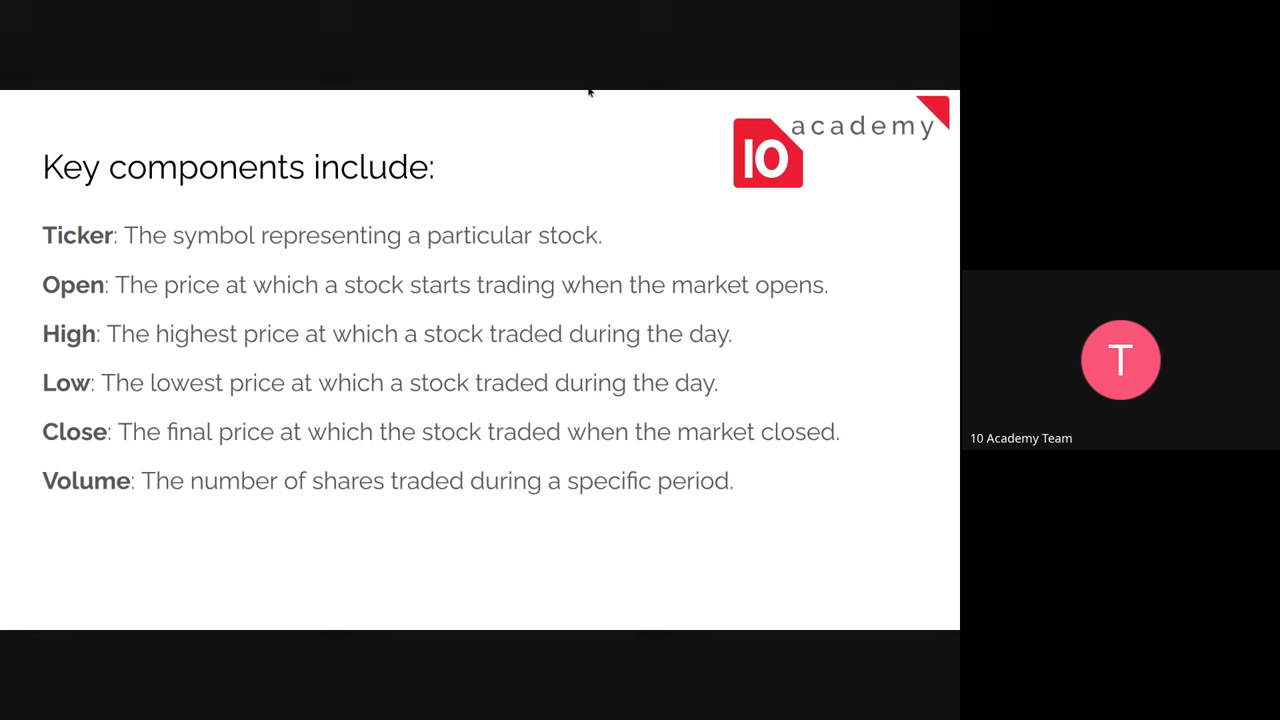 10 academy
Key components include:
Ticker: The symbol representing a particular stock.
Open: The price at which a stock starts trading when the market opens.
High: The highest price at which a stock traded during the day.
Low: The lowest price at which a stock traded during the day.
Close: The final price at which the stock traded when the market closed.
Volume: The number of shares traded during a specific period.
T
10 Academy Team